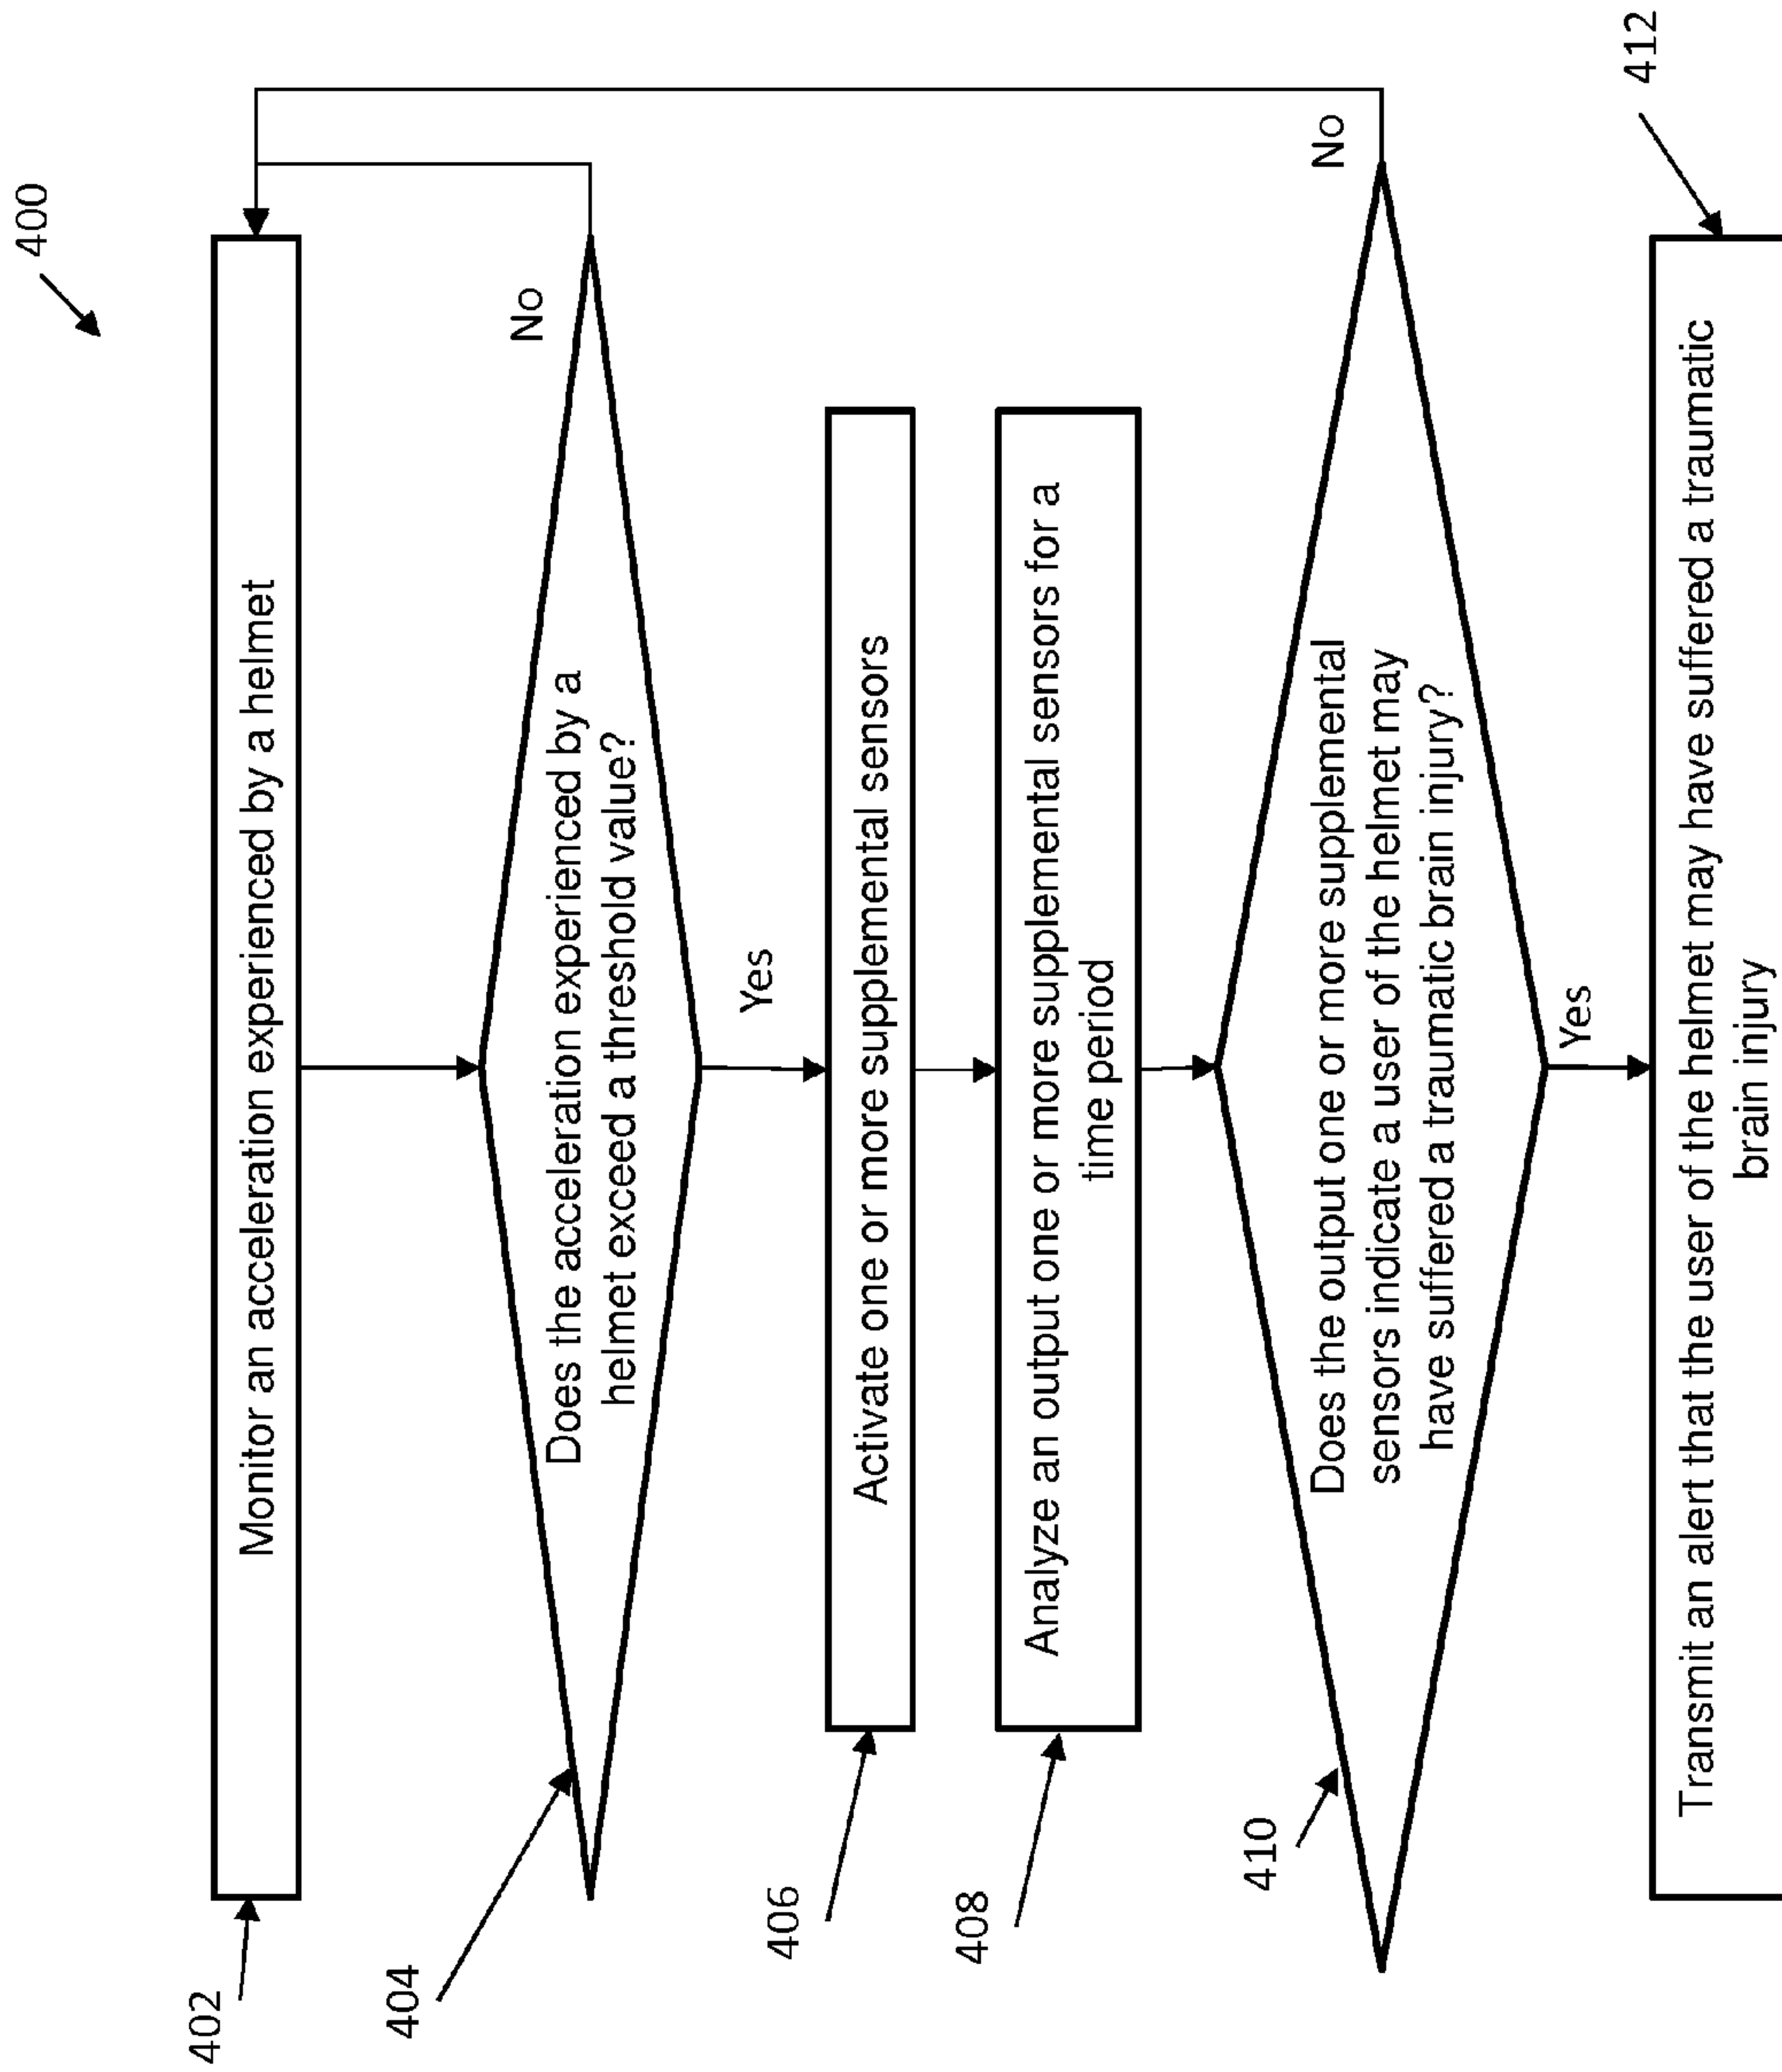 400
402
Monitor an acceleration experienced by a helmet
404
Does the acceleration experienced by a
helmet exceed a threshold value?
No
Yes
406
Activate one or more supplemental sensors
408
Analyze an output one or more supplemental sensors for a
time period
410
Does the output one or more supplemental
sensors indicate a user of the helmet may
have suffered a traumatic brain injury?
No
Yes
412
Transmit an alert that the user of the helmet may have suffered a traumatic
brain injury